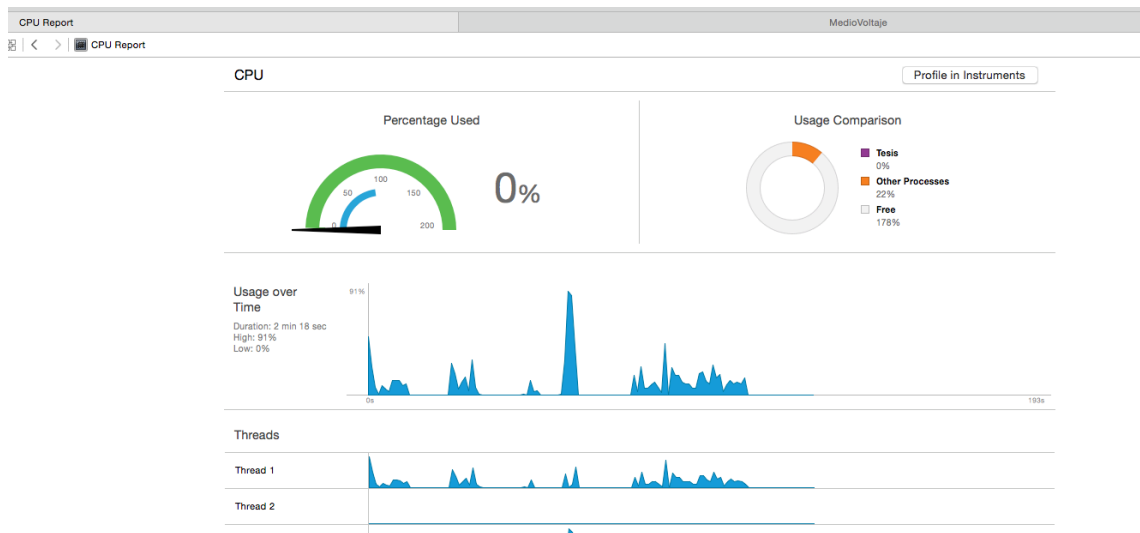 CPU Report
MedioVoltaje
CPU Report
CPU
Profile in Instruments
Percentage Used
0
50
100
150
200
0%
Usage Comparison
Tesis
0%
Other Processes
22%
Free
178%
Usage over
Time
Duration: 2 min 18 sec
High: 91%
Low: 0%
91%
0s
193s
Threads
Thread 1
Thread 2